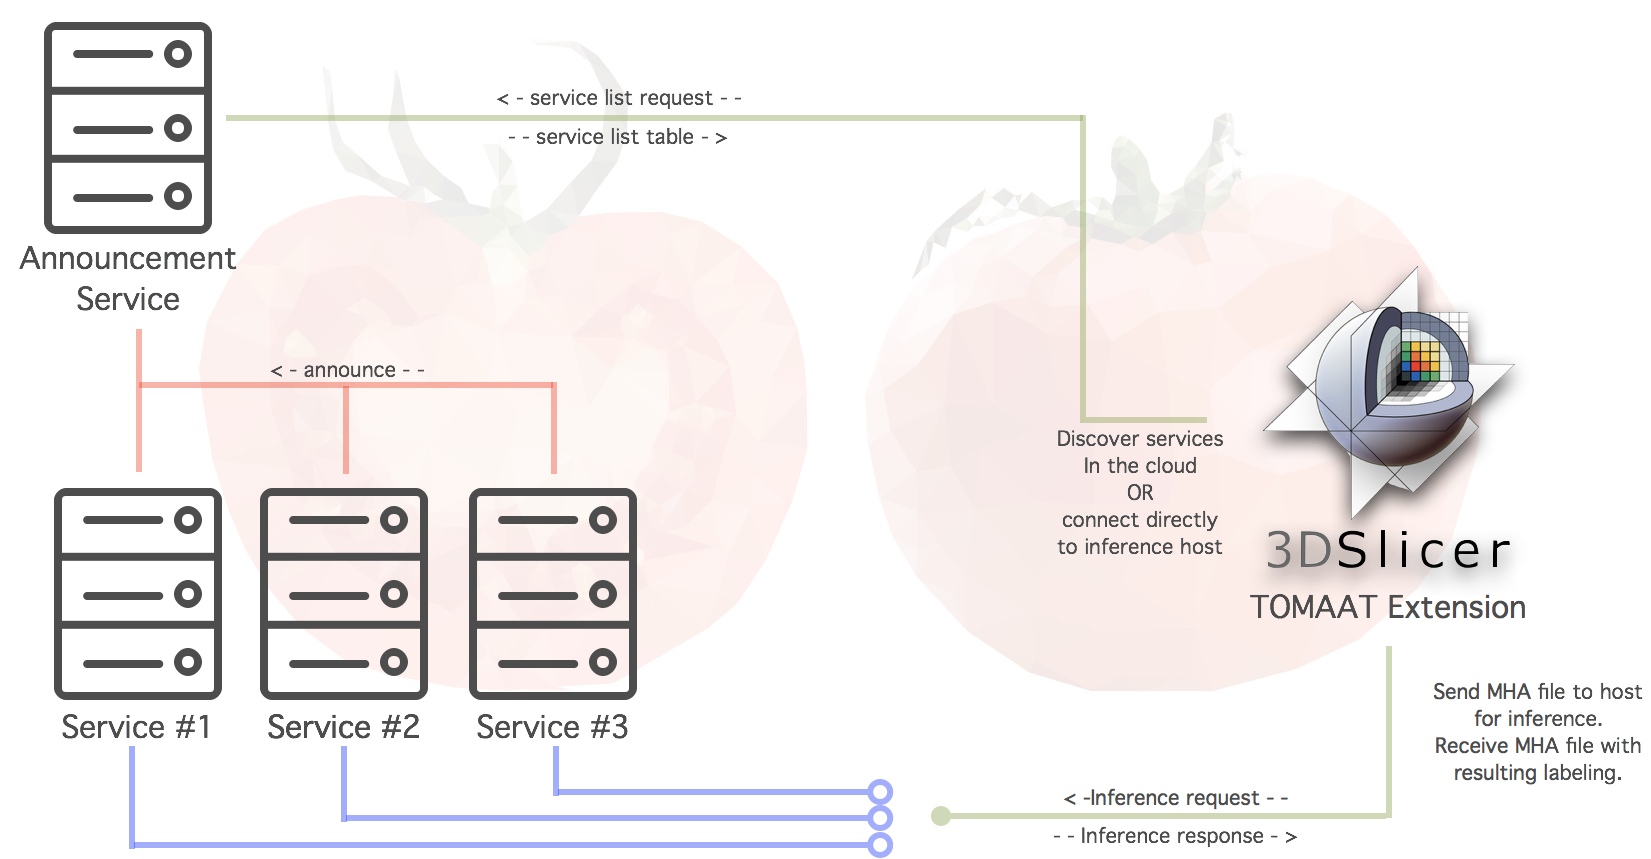 < - service list request - -
- - service list table - >
Announcement
Service
< - announce - -
Discover services
In the cloud
OR
connect directly
to inference host
3DSlicer
TOMAAT Extension
Service #1
Service #2
Service #3
Send MHA file to host
for inference.
Receive MHA file with
resulting labeling.
< -Inference request - -
- - Inference response - >